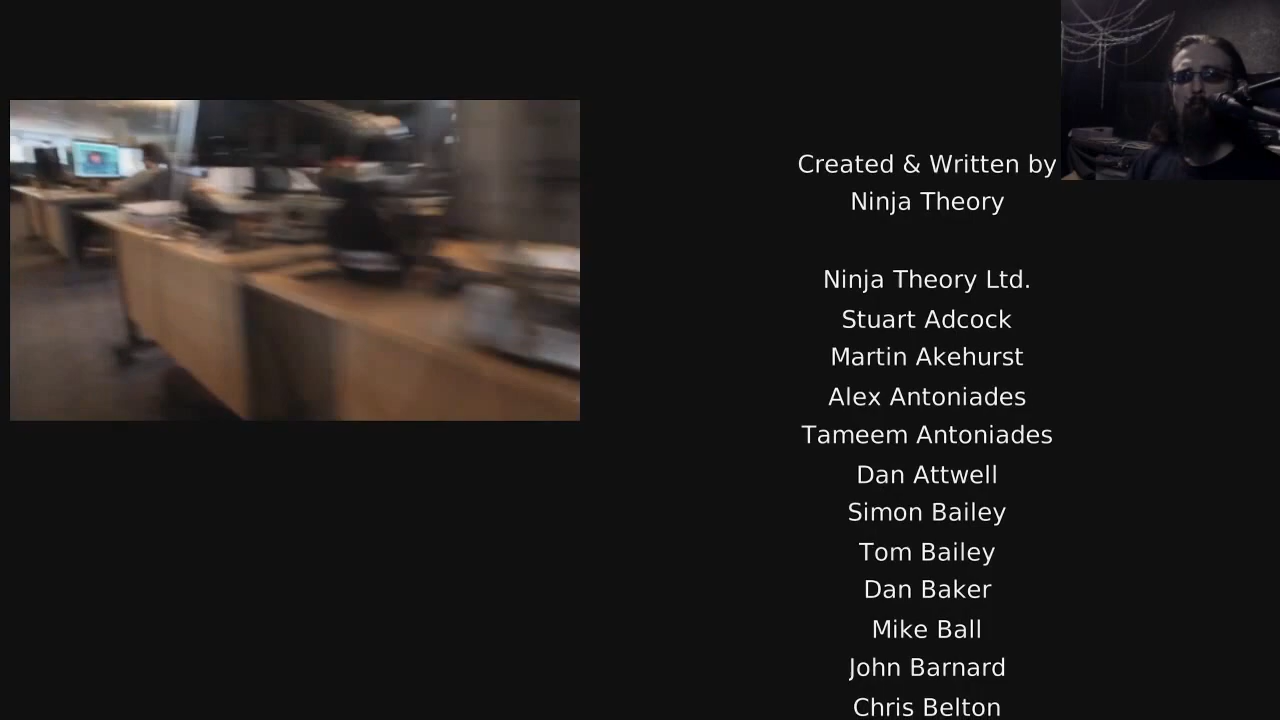 Created & Written by
Ninja Theory
Ninja Theory Ltd.
Stuart Adcock
Martin Akehurst
Alex Antoniades
Tameem Antoniades
Dan Attwell
Simon Bailey
Tom Bailey
Dan Baker
Mike Ball
John Barnard
Chris Belton